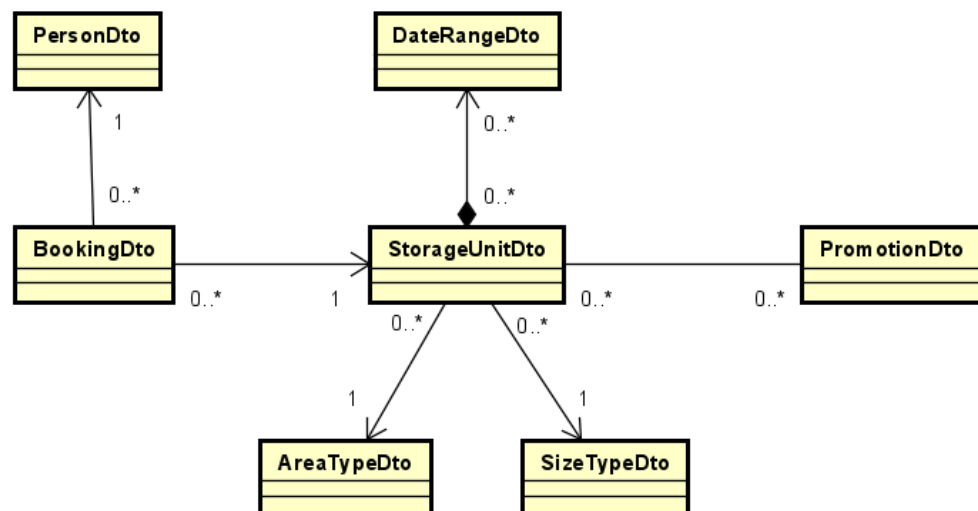 PersonDto
DateRangeDto
1
0..*
0..*
0..*
BookingDto
StorageUnitDto
PromotionDto
0..*
1
0..*
0..*
0..*
0..*
1
1
AreaTypeDto
SizeTypeDto